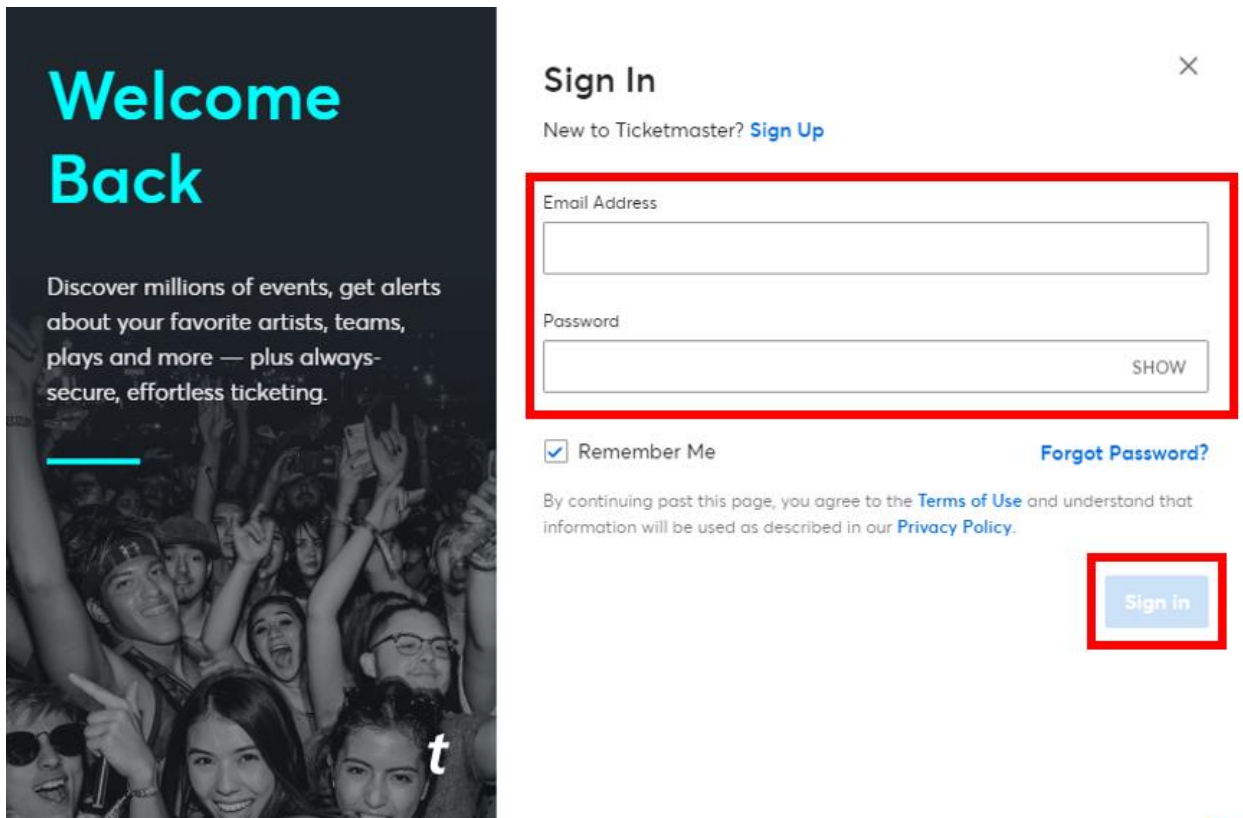 Welcome
Back
Discover millions of events, get alerts
about your favorite artists, teams,
plays and more — plus always-
secure, effortless ticketing.
t
Sign In
New to Ticketmaster? Sign Up
Email Address
Password
SHOW
Remember Me
Forgot Password?
By continuing past this page, you agree to the Terms of Use and understand that
information will be used as described in our Privacy Policy.
Sign in